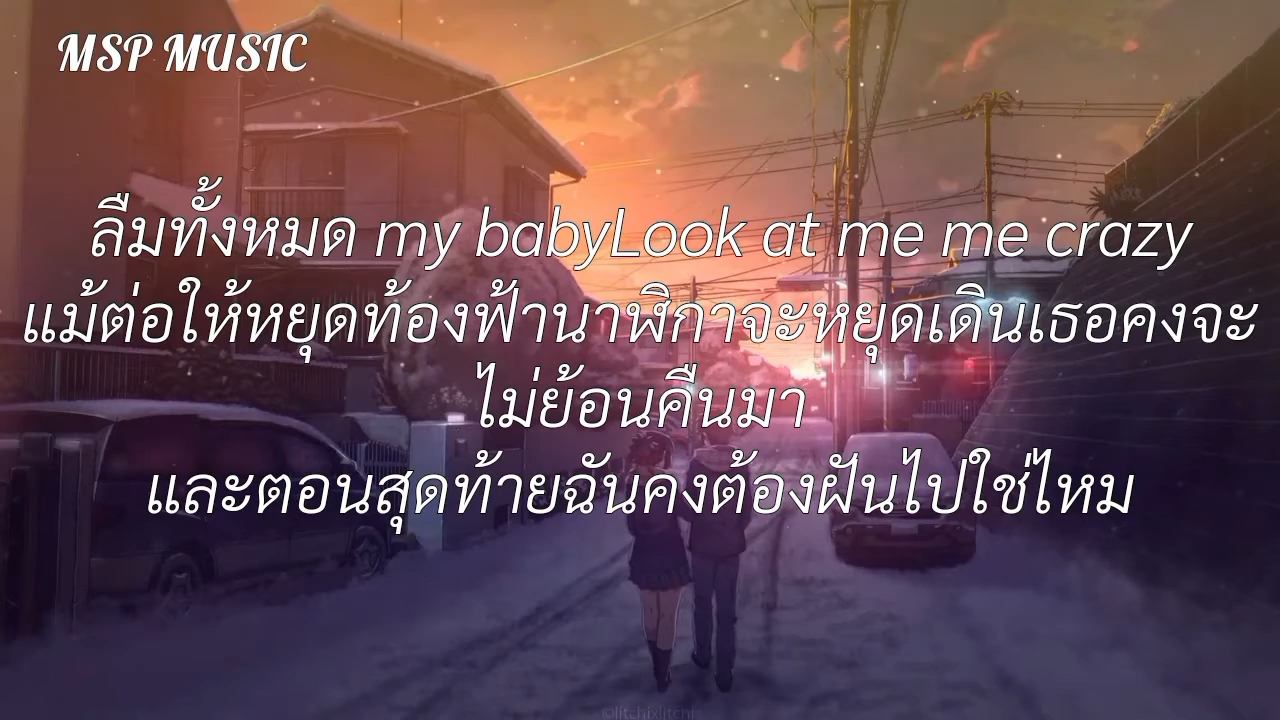 MSP MUSIC
ลืมทั้งหมด my babyLook at me me crazy
แม้ต่อให้หยุดท้องฟ้านาฬิกาจะหยุดเดินเธอคงจะ
ไม่ย้อนคืนมา
และตอนสุดท้ายฉันคงต้องฝันไปใช่ไหม
©litchixlitchi